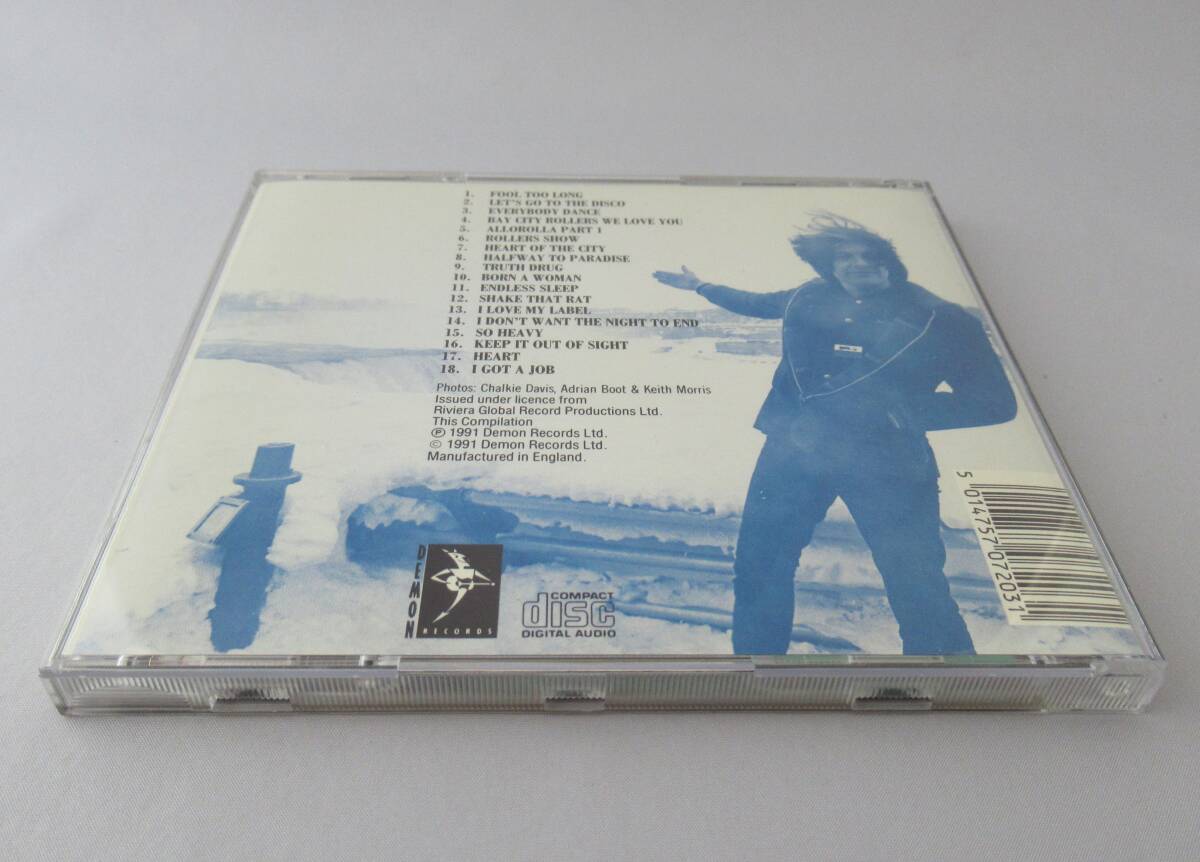 1. FOOL TOO LONG
2. LET'S GO TO THE DISCO
3. EVERYBODY DANCE
4. BAY CITY ROLLERS WE LOVE YOU
5. ALLOROLLA PART 1
6. ROLLERS SHOW
7. HEART OF THE CITY
8. HALFWAY TO PARADISE
9. TRUTH DRUG
10. BORN A WOMAN
11. ENDLESS SLEEP
12. SHAKE THAT RAT
13. I LOVE MY LABEL
14. I DON'T WANT THE NIGHT TO END
15. SO HEAVY
16. KEEP IT OUT OF SIGHT
17. HEART
18. I GOT A JOB
Photos: Chalkie Davis, Adrian Boot & Keith Morris
Issued under licence from
Riviera Global Record Productions Ltd.
This Compilation
℗ 1991 Demon Records Ltd.
© 1991 Demon Records Ltd.
Manufactured in England.
DEMON
RECORDS
COMPACT
disc
DIGITAL AUDIO
5 014757 072031